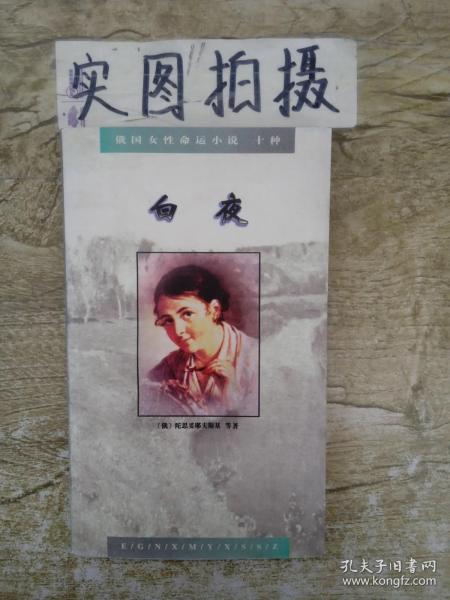 实图拍摄
俄国女性命运小说 十种
白夜
〔俄〕陀思妥耶夫斯基 等著
E/G/N/X/M/Y/X/S/S/Z
孔夫子旧书网
www.kongfz.com